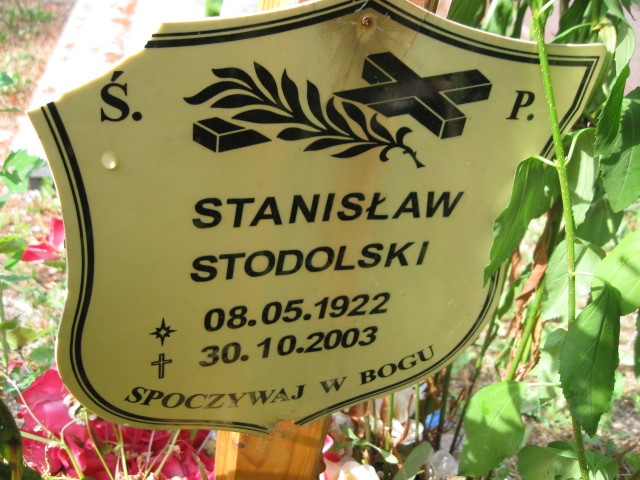 Ś. P.
STANISŁAW
STODOLSKI
08.05.1922
30.10.2003
SPOCZYWAJ W BOGU